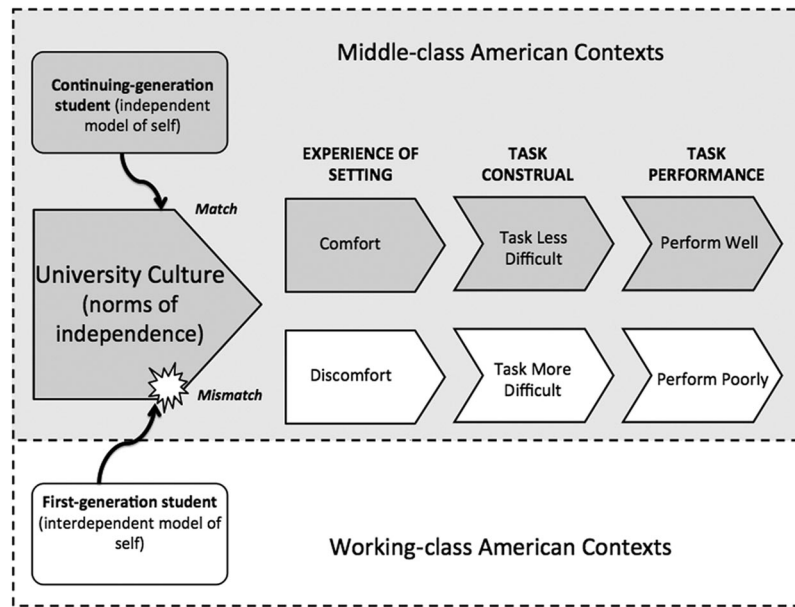 Middle-class American Contexts
Continuing-generation
student (independent
model of self)
EXPERIENCE OF
SETTING
TASK
CONSTRUAL
TASK
PERFORMANCE
Match
University Culture
(norms of
independence)
Comfort
Task Less
Difficult
Perform Well
Mismatch
Discomfort
Task More
Difficult
Perform Poorly
First-generation student
(interdependent model of
self)
Working-class American Contexts